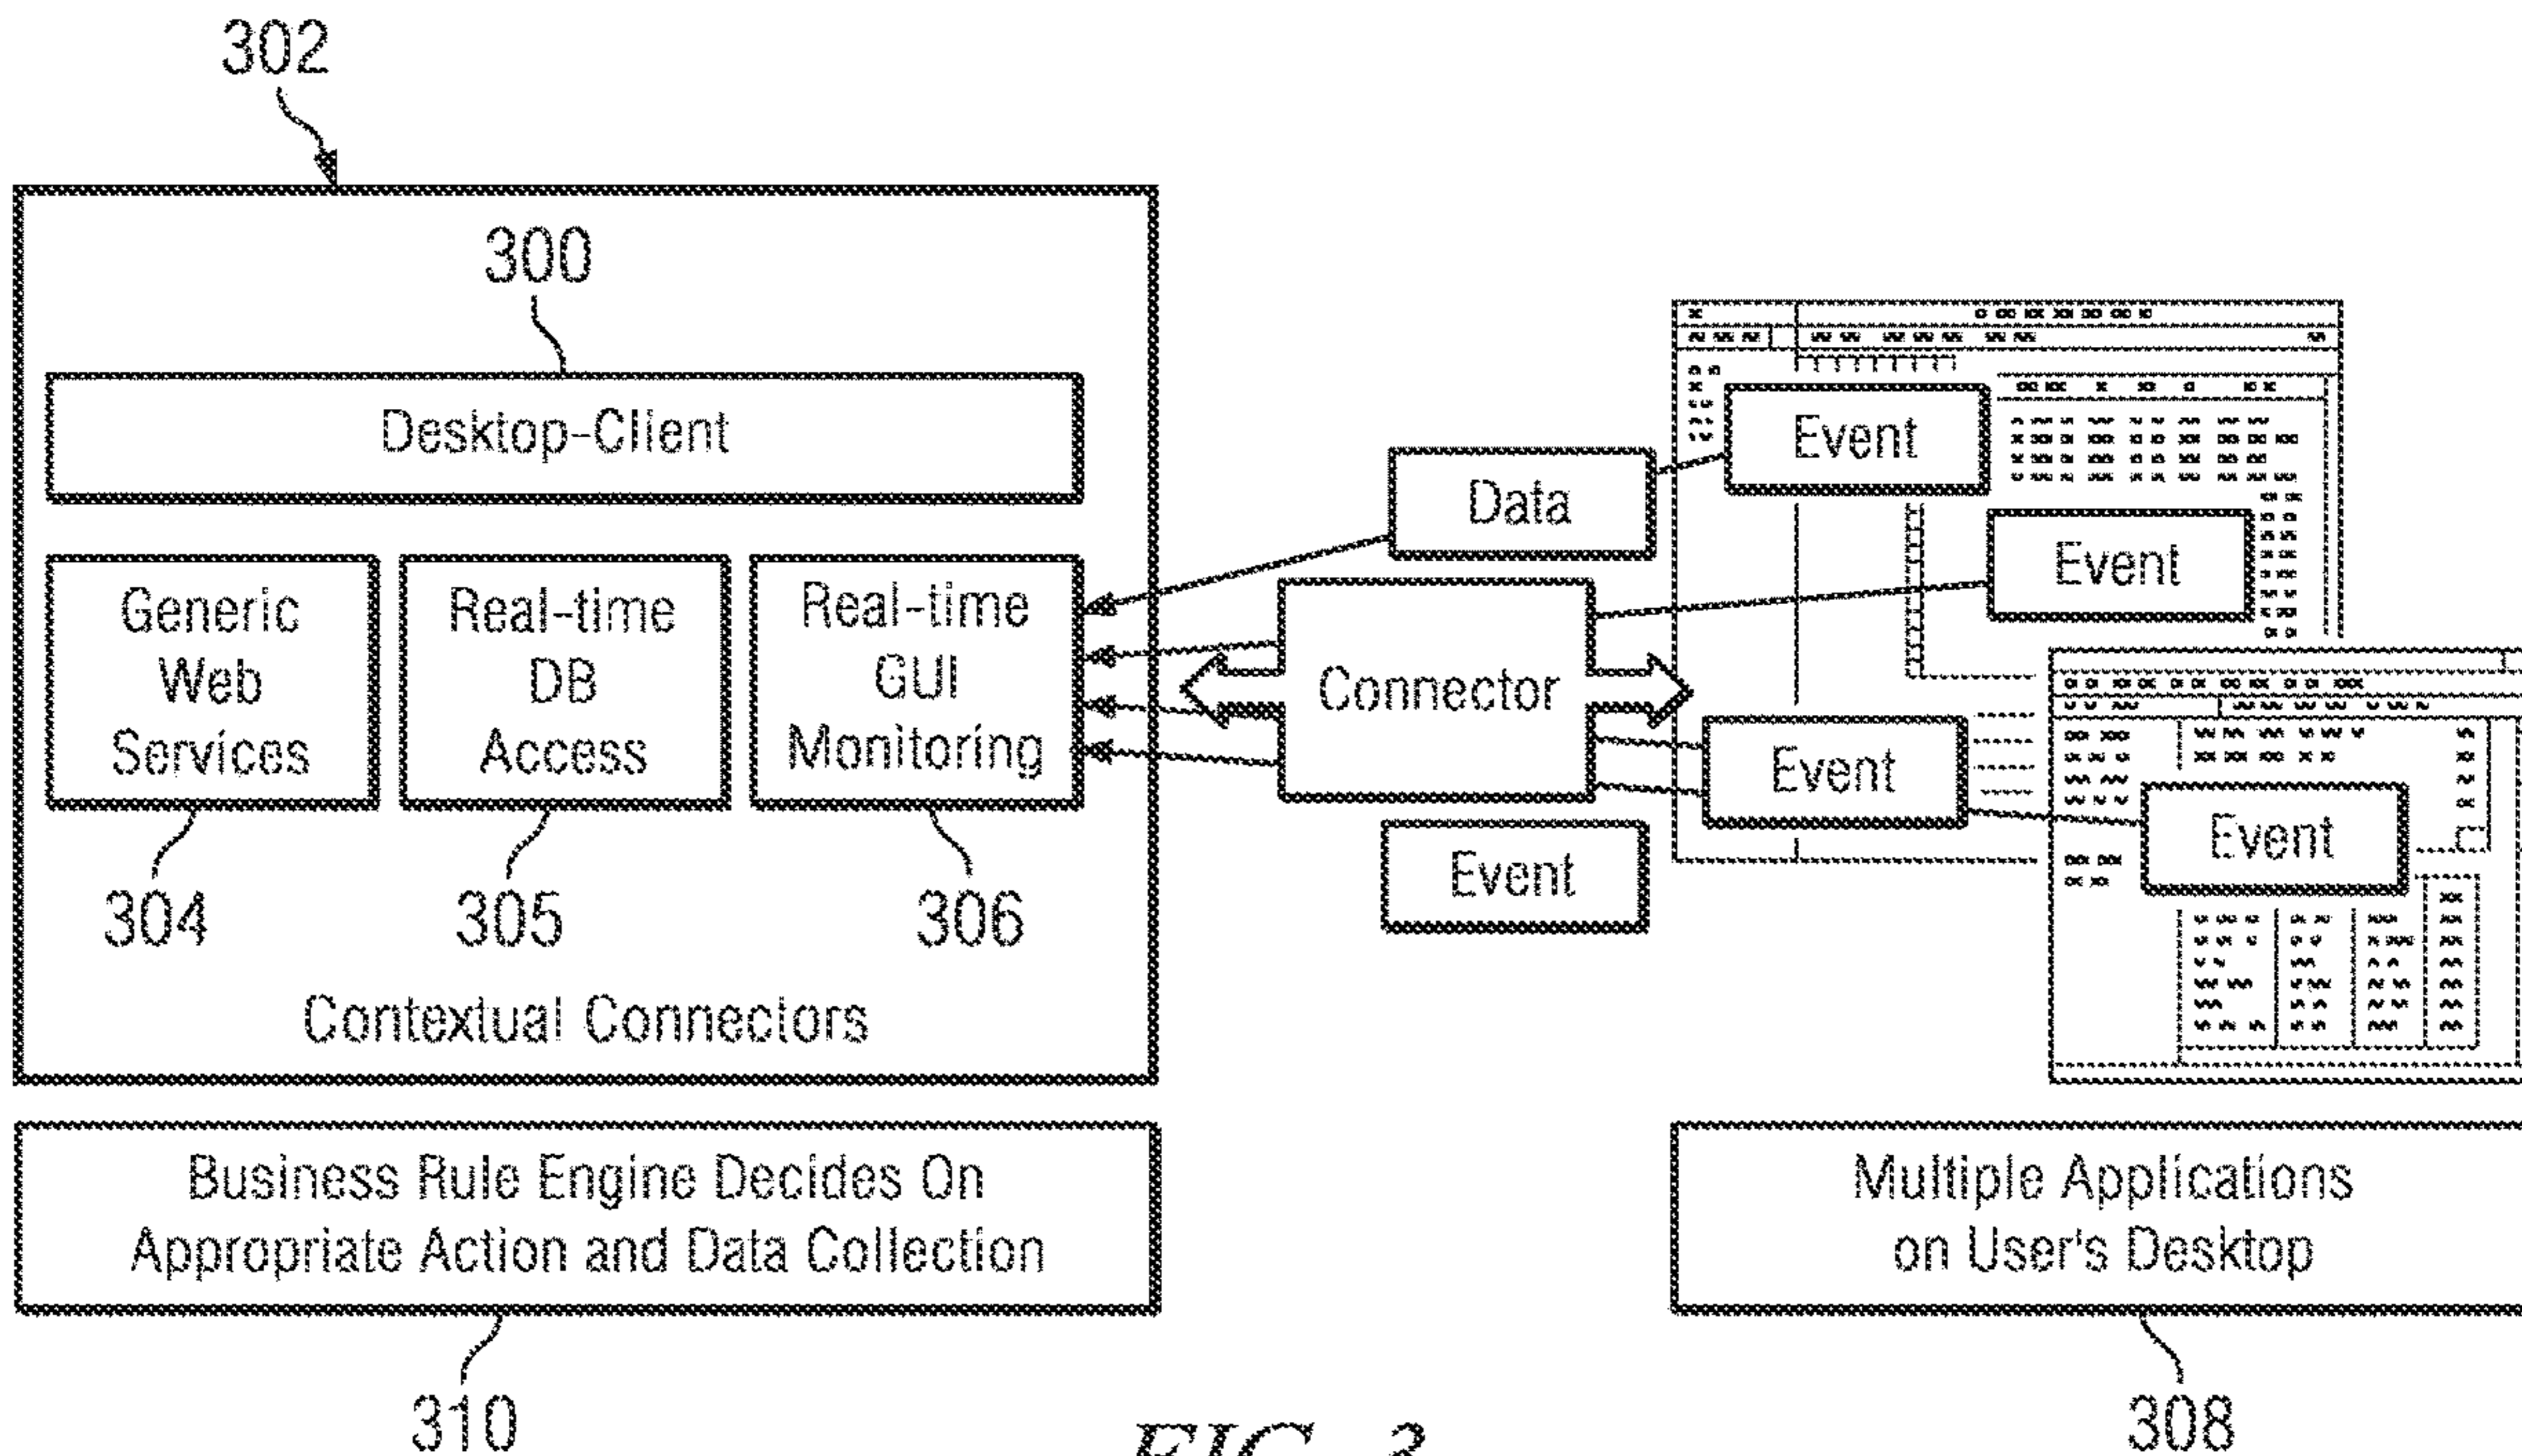 302
300
Desktop-Client
Generic
Web
Services
Real-time
DB
Access
Real-time
GUI
Monitoring
304
305
306
Contextual Connectors
Data
Connector
Event
Event
Event
Event
Event
Business Rule Engine Decides On
Appropriate Action and Data Collection
310
Multiple Applications
on User's Desktop
308
FIG. 3